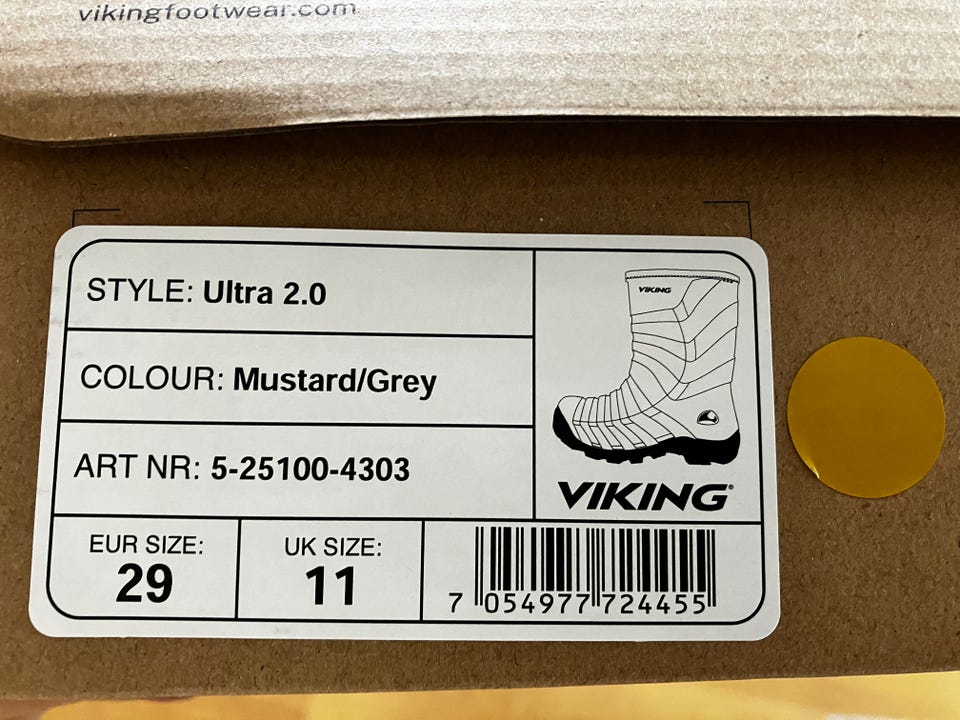 vikingfootwear.com
STYLE: Ultra 2.0
COLOUR: Mustard/Grey
ART NR: 5-25100-4303
VIKING
VIKING®
EUR SIZE:
29
UK SIZE:
11
7 054977 724455